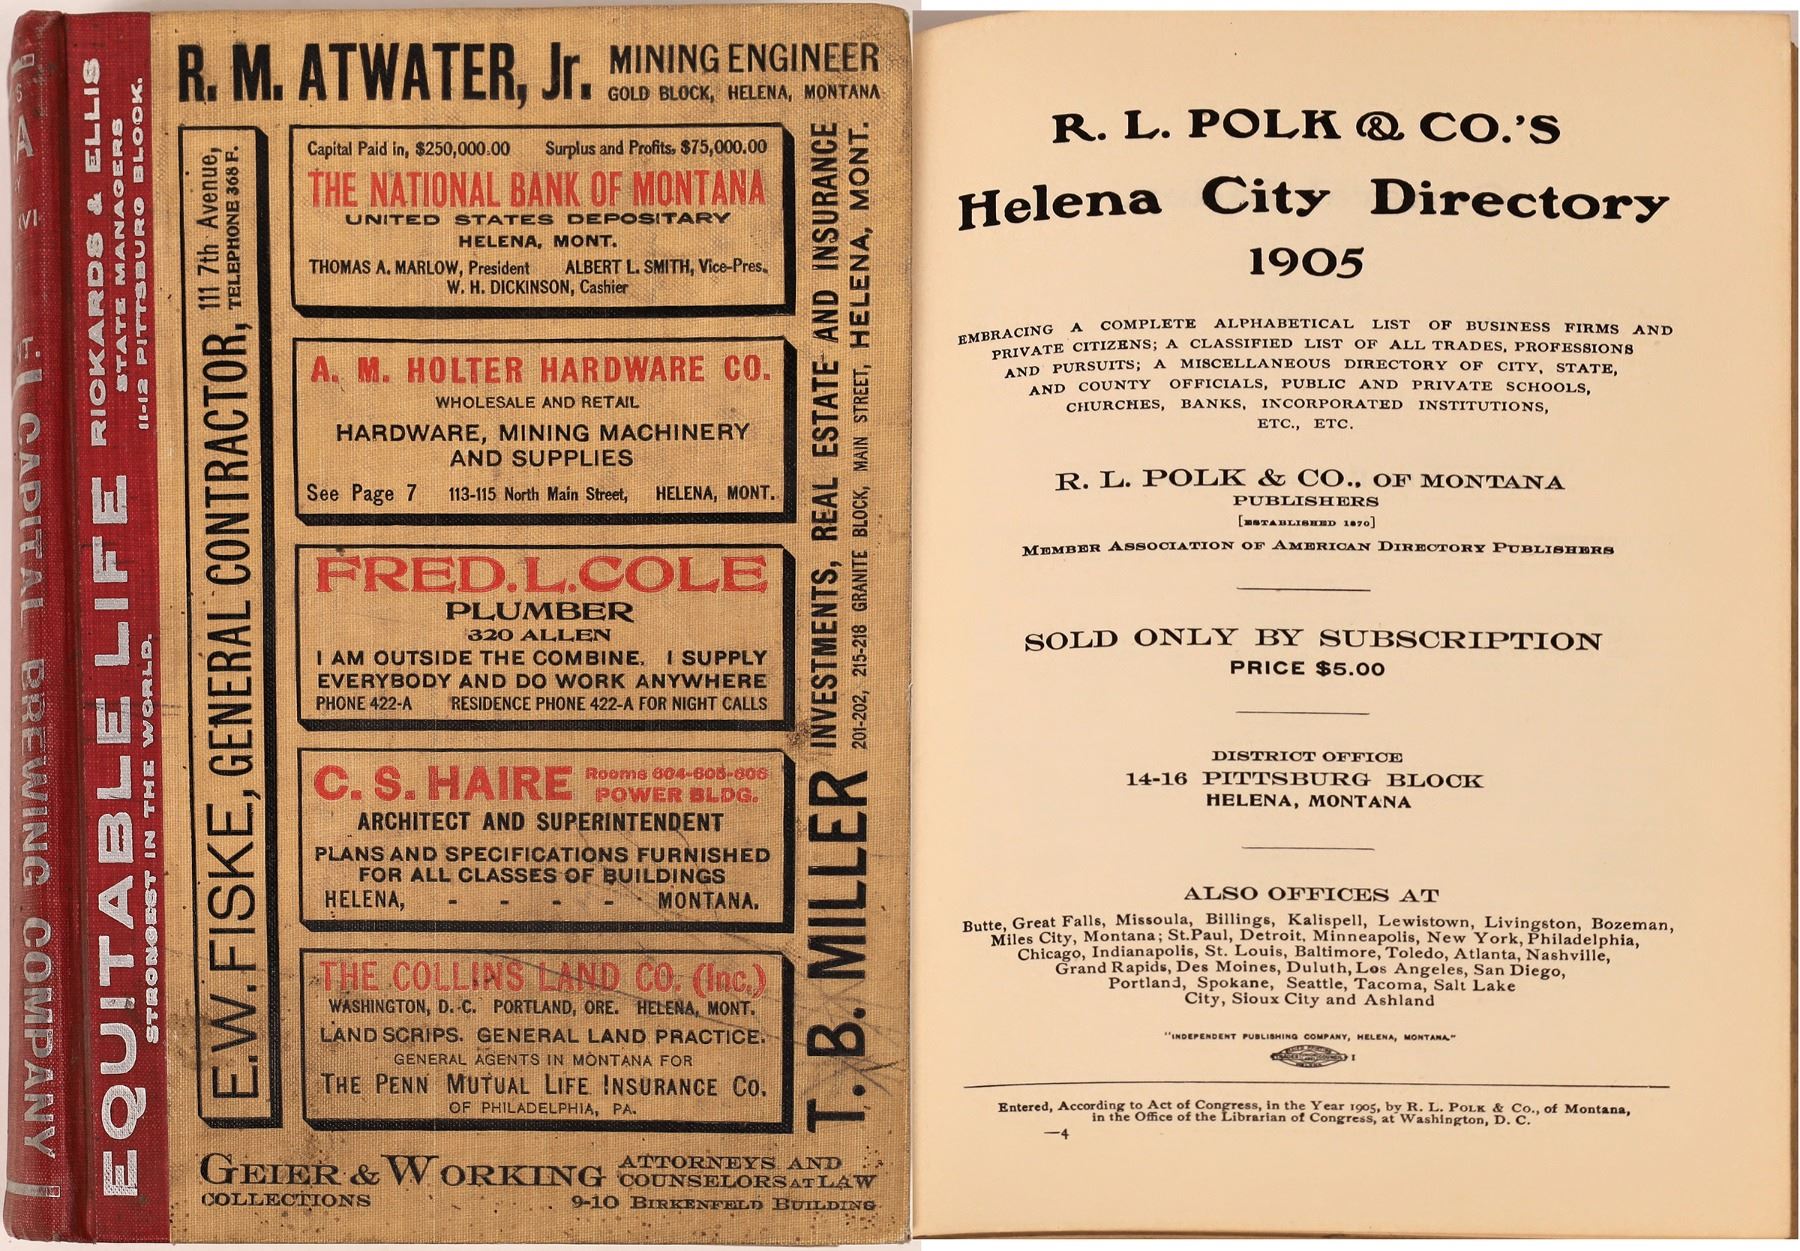 CAPITAL BREWING COMPANY
EQUITABLE LIFE RICKARDS & ELLIS
STATE MANAGERS
STRONGEST IN THE WORLD. 11-12 PITTSBURG BLOCK.
R. M. ATWATER, Jr. MINING ENGINEER
GOLD BLOCK, HELENA, MONTANA
E.W. FISKE, GENERAL CONTRACTOR, 111 7th Avenue,
TELEPHONE 368 F.
Capital Paid in, $250,000.00 Surplus and Profits, $75,000.00
THE NATIONAL BANK OF MONTANA
UNITED STATES DEPOSITARY
HELENA, MONT.
THOMAS A. MARLOW, President ALBERT L. SMITH, Vice-Pres.
W. H. DICKINSON, Cashier
A. M. HOLTER HARDWARE CO.
WHOLESALE AND RETAIL
HARDWARE, MINING MACHINERY
AND SUPPLIES
See Page 7 113-115 North Main Street, HELENA, MONT.
FRED. L. COLE
PLUMBER
320 ALLEN
I AM OUTSIDE THE COMBINE. I SUPPLY
EVERYBODY AND DO WORK ANYWHERE
PHONE 422-A RESIDENCE PHONE 422-A FOR NIGHT CALLS
C. S. HAIRE Rooms 604-605-606
POWER BLDG.
ARCHITECT AND SUPERINTENDENT
PLANS AND SPECIFICATIONS FURNISHED
FOR ALL CLASSES OF BUILDINGS
HELENA, - - - - MONTANA.
THE COLLINS LAND CO. (Inc.)
WASHINGTON, D. C. PORTLAND, ORE. HELENA, MONT.
LAND SCRIPS. GENERAL LAND PRACTICE.
GENERAL AGENTS IN MONTANA FOR
THE PENN MUTUAL LIFE INSURANCE CO.
OF PHILADELPHIA, PA.
T. B. MILLER INVESTMENTS, REAL ESTATE AND INSURANCE
201-202, 215-218 GRANITE BLOCK, MAIN STREET, HELENA, MONT.
GEIER & WORKING ATTORNEYS AND
COUNSELORS AT LAW
COLLECTIONS 9-10 BIRKENFELD BUILDING
R. L. POLK & CO.'S
Helena City Directory
1905
EMBRACING A COMPLETE ALPHABETICAL LIST OF BUSINESS FIRMS AND
PRIVATE CITIZENS; A CLASSIFIED LIST OF ALL TRADES, PROFESSIONS
AND PURSUITS; A MISCELLANEOUS DIRECTORY OF CITY, STATE,
AND COUNTY OFFICIALS, PUBLIC AND PRIVATE SCHOOLS,
CHURCHES, BANKS, INCORPORATED INSTITUTIONS,
ETC., ETC.
R. L. POLK & CO., OF MONTANA
PUBLISHERS
[ESTABLISHED 1870]
MEMBER ASSOCIATION OF AMERICAN DIRECTORY PUBLISHERS
SOLD ONLY BY SUBSCRIPTION
PRICE $5.00
DISTRICT OFFICE
14-16 PITTSBURG BLOCK
HELENA, MONTANA
ALSO OFFICES AT
Butte, Great Falls, Missoula, Billings, Kalispell, Lewistown, Livingston, Bozeman,
Miles City, Montana; St.Paul, Detroit, Minneapolis, New York, Philadelphia,
Chicago, Indianapolis, St. Louis, Baltimore, Toledo, Atlanta, Nashville,
Grand Rapids, Des Moines, Duluth, Los Angeles, San Diego,
Portland, Spokane, Seattle, Tacoma, Salt Lake
City, Sioux City and Ashland
"INDEPENDENT PUBLISHING COMPANY, HELENA, MONTANA."
Entered, According to Act of Congress, in the Year 1905, by R. L. POLK & CO., of Montana,
in the Office of the Librarian of Congress, at Washington, D. C.
—4